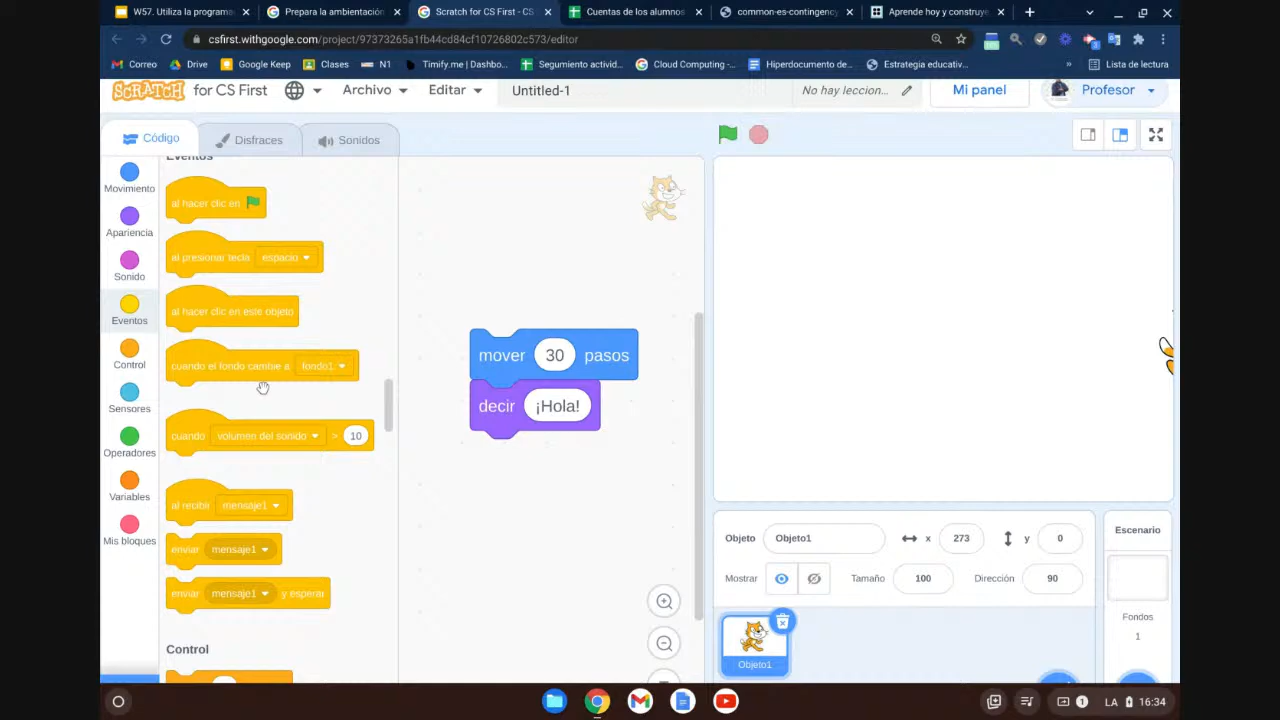 W57. Utiliza la programa
Prepara la ambientación
Scratch for CS First - CS
Cuentas de los alumnos
common-es-contingency
Aprende hoy y construye
csfirst.withgoogle.com/project/97373265a1fb44cd84cf10726802c573/editor
Correo
Drive
Google Keep
Clases
N1
Timify.me | Dashbo...
Seguimiento activid...
Cloud Computing -...
Hiperdocumento de...
Estrategia educativ...
»
Lista de lectura
SCRATCH for CS First
Archivo
Editar
Untitled-1
No hay leccion...
Mi panel
Profesor
Código
Disfraces
Sonidos
Movimiento
Apariencia
Sonido
Eventos
Control
Sensores
Operadores
Variables
Mis bloques
Eventos
al hacer clic en
al presionar tecla espacio
al hacer clic en este objeto
cuando el fondo cambie a fondo1
cuando volumen del sonido > 10
al recibir mensaje1
enviar mensaje1
enviar mensaje1 y esperar
Control
mover 30 pasos
decir ¡Hola!
Objeto Objeto1 x 273 y 0
Mostrar Tamaño 100 Dirección 90
Objeto1
Escenario
Fondos
1
1 LA 16:34